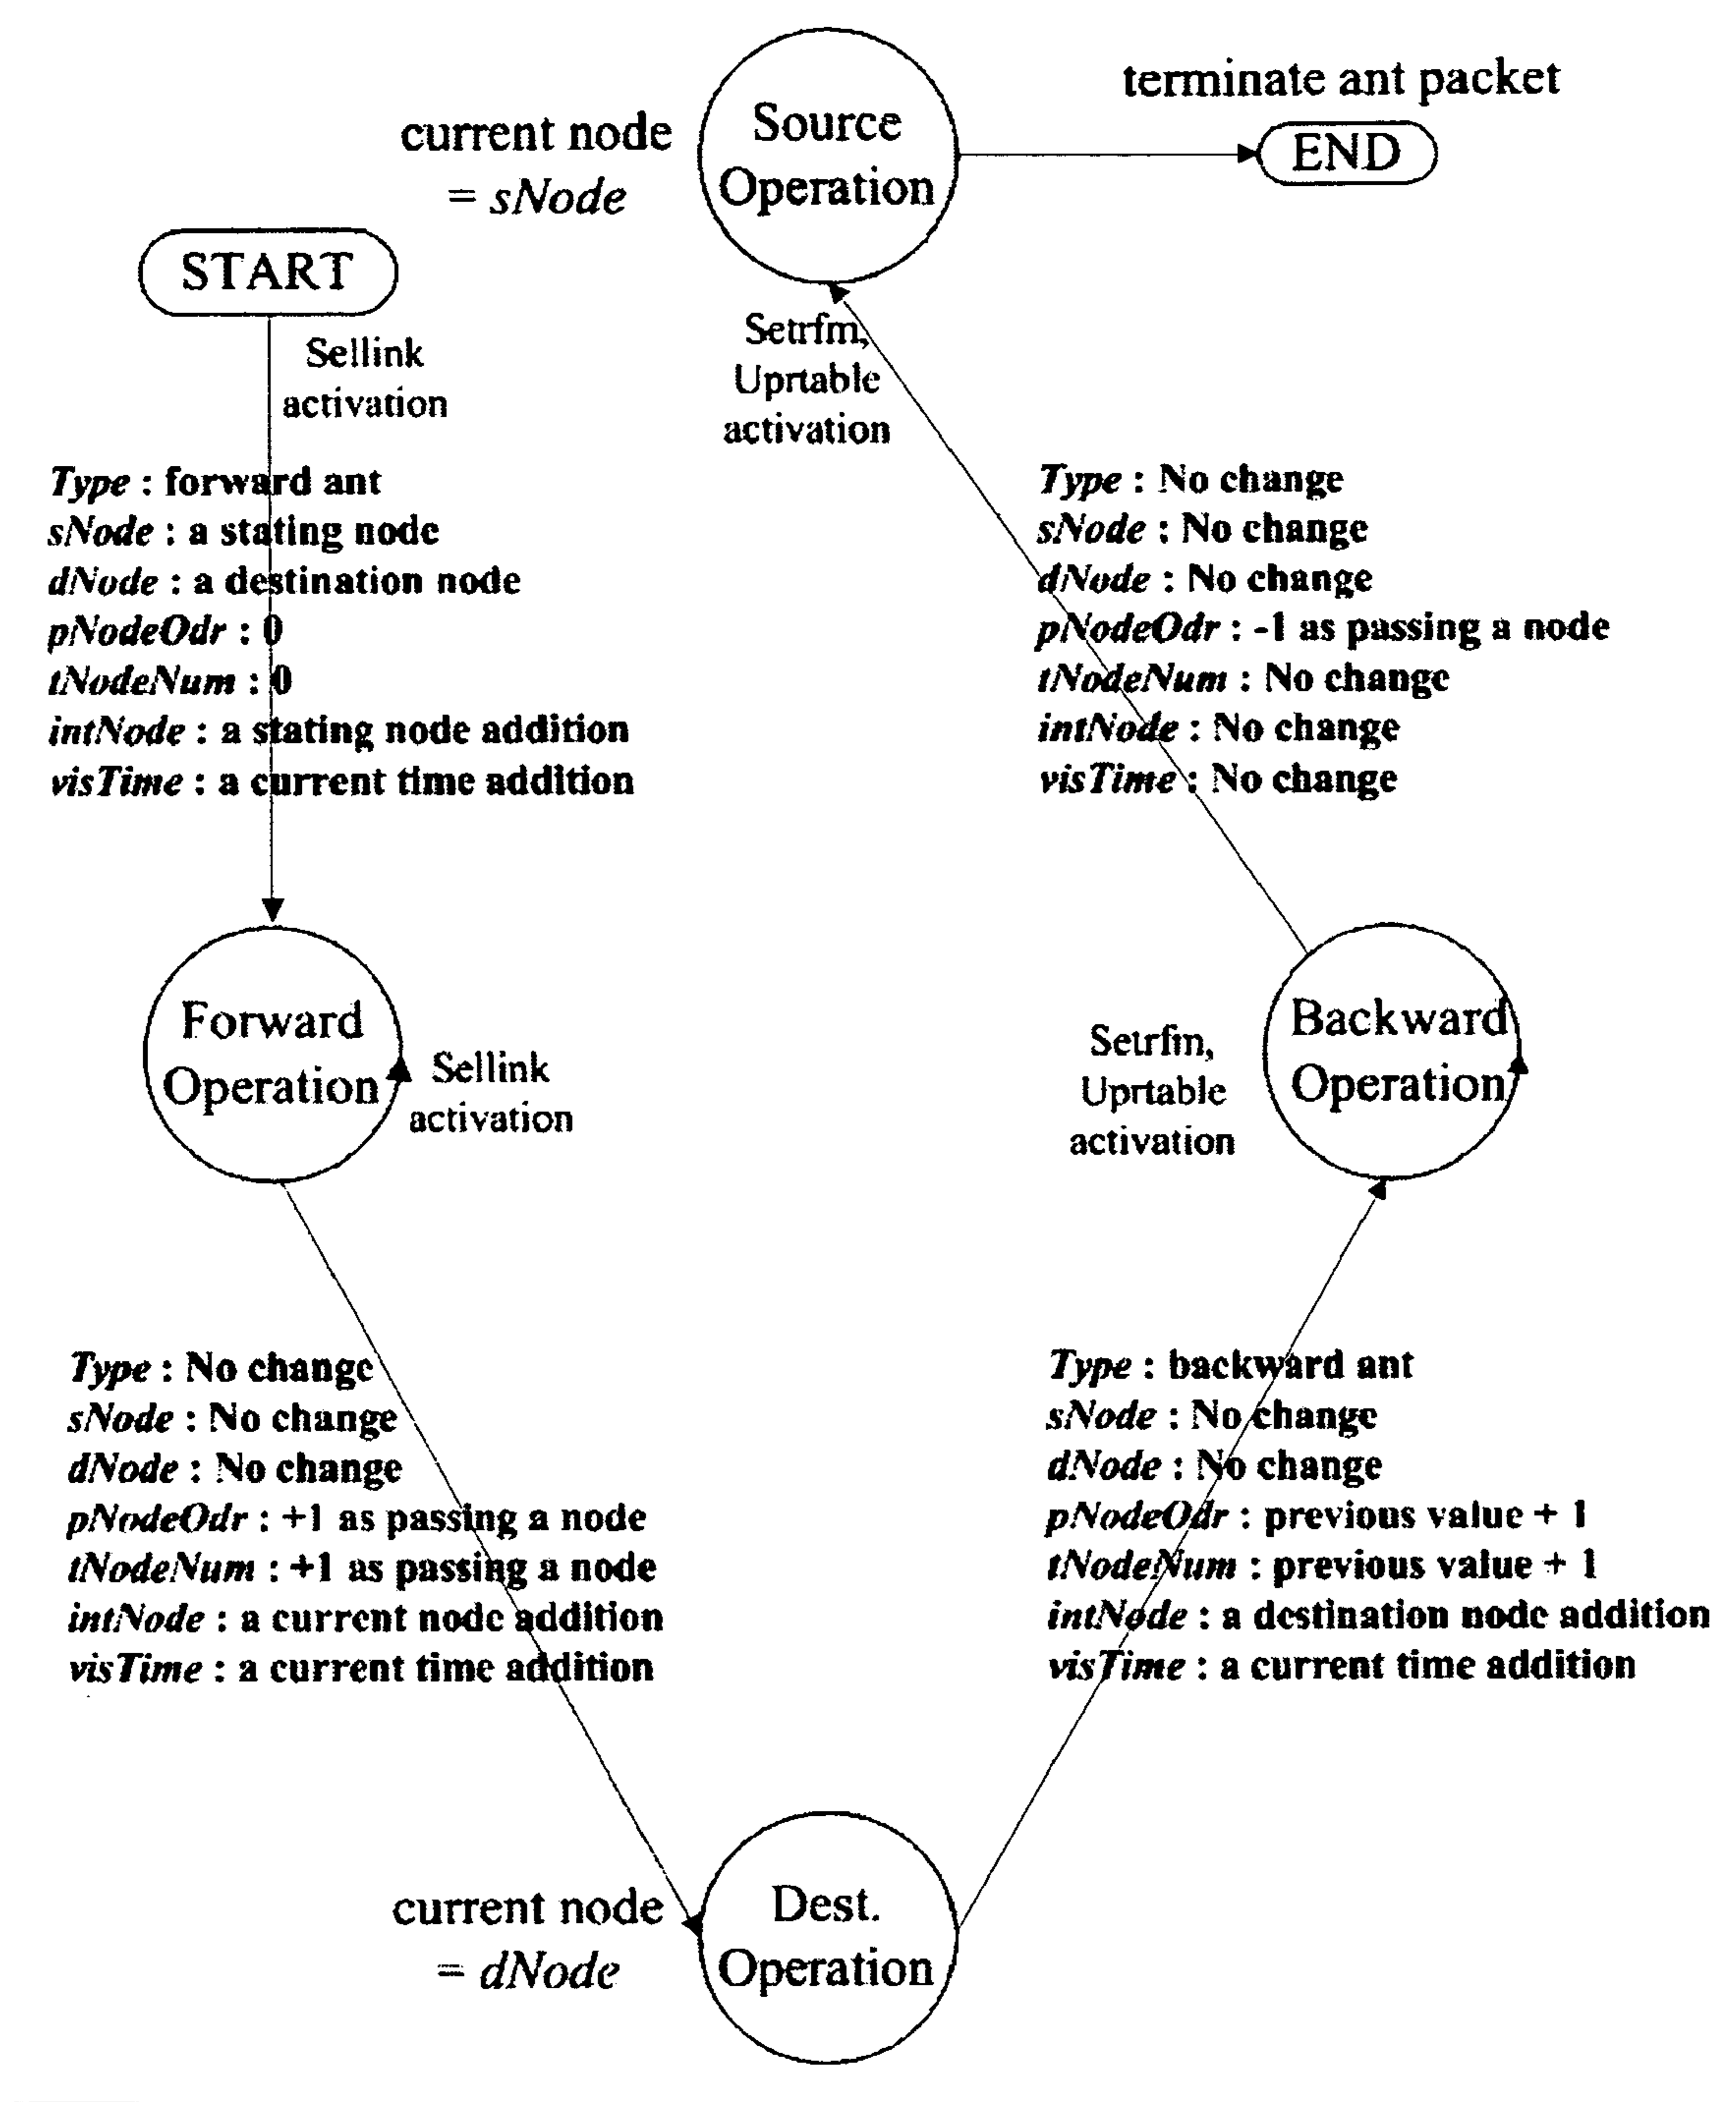 terminate ant packet
Source
Operation
END
current node
= sNode
START
Sellink
activation
Setrfm,
Uprtable
activation
Type : forward ant
sNode : a stating node
dNode : a destination node
pNodeOdr : 0
tNodeNum : 0
intNode : a stating node addition
visTime : a current time addition
Type : No change
sNode : No change
dNode : No change
pNodeOdr : -1 as passing a node
tNodeNum : No change
intNode : No change
visTime : No change
Forward
Operation
Sellink
activation
Setrfm,
Uprtable
activation
Backward
Operation
Type : No change
sNode : No change
dNode : No change
pNodeOdr : +1 as passing a node
tNodeNum : +1 as passing a node
intNode : a current node addition
visTime : a current time addition
Type : backward ant
sNode : No change
dNode : No change
pNodeOdr : previous value + 1
tNodeNum : previous value + 1
intNode : a destination node addition
visTime : a current time addition
current node
= dNode
Dest.
Operation